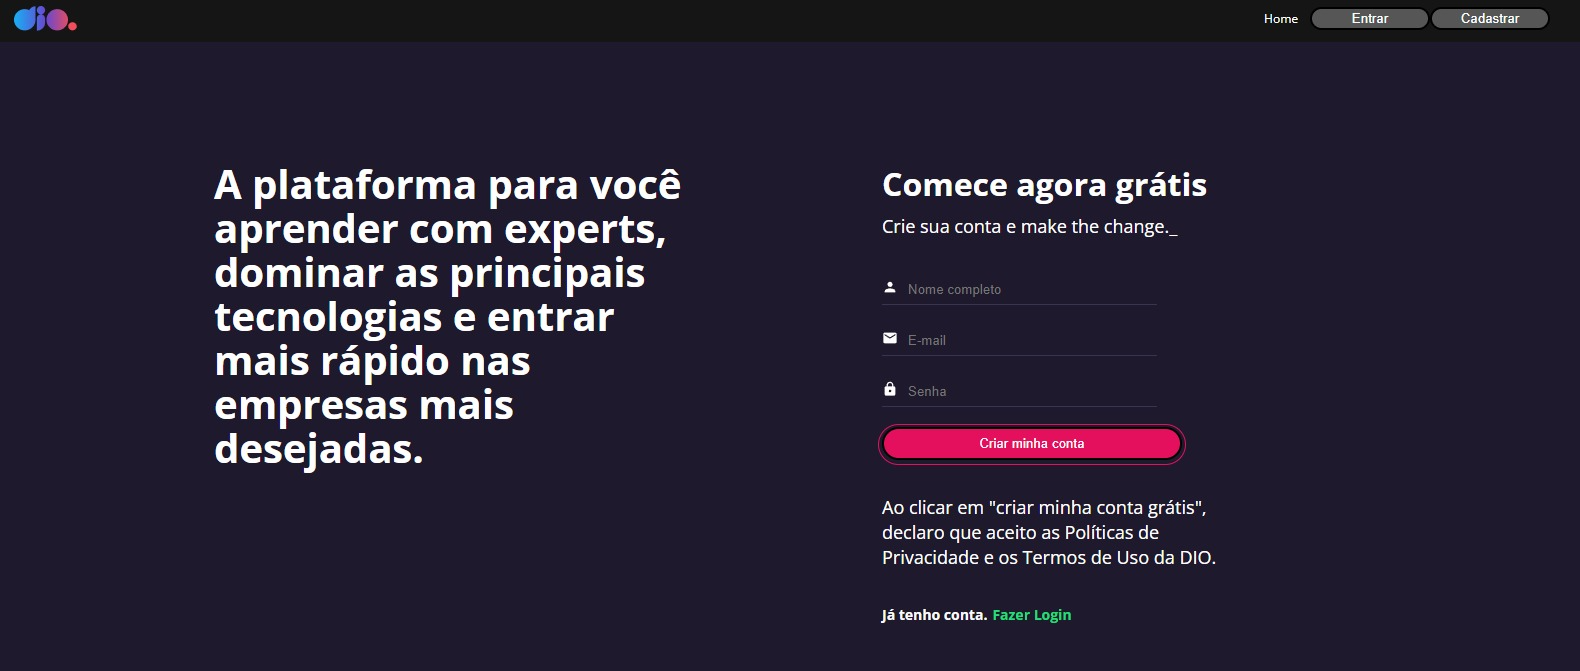 dio.
Home
Entrar
Cadastrar
A plataforma para você
aprender com experts,
dominar as principais
tecnologias e entrar
mais rápido nas
empresas mais
desejadas.
Comece agora grátis
Crie sua conta e make the change._
Nome completo
E-mail
Senha
Criar minha conta
Ao clicar em "criar minha conta grátis",
declaro que aceito as Políticas de
Privacidade e os Termos de Uso da DIO.
Já tenho conta. Fazer Login